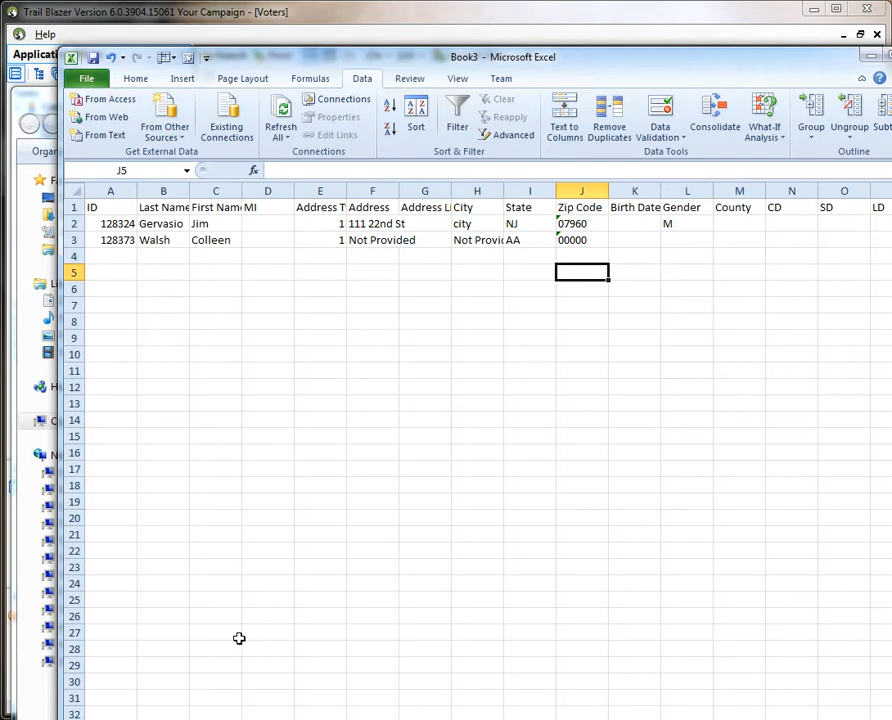 Trail Blazer Version 6.0.3904.15061 Your Campaign - [Voters]
Help
Applicati
Book3 - Microsoft Excel
File Home Insert Page Layout Formulas Data Review View Team
From Access
From Web
From Text
From Other Sources
Existing Connections
Get External Data
Refresh All
Connections
Properties
Edit Links
Connections
Sort
Filter
Clear
Reapply
Advanced
Sort & Filter
Text to Columns
Remove Duplicates
Data Validation
Consolidate
What-If Analysis
Data Tools
Group
Ungroup
Subt
Outline
J5 fx
Organ
A B C D E F G H I J K L M N O
1 ID Last Name First Name MI Address T Address Address Li City State Zip Code Birth Date Gender County CD SD LD
2 128324 Gervasio Jim 1 111 22nd St city NJ 07960 M
3 128373 Walsh Colleen 1 Not Provided Not Provi AA 00000
4
5
6
7
8
9
10
11
12
13
14
15
16
17
18
19
20
21
22
23
24
25
26
27
28
29
30
31
32
Fa
Li
H
C
N